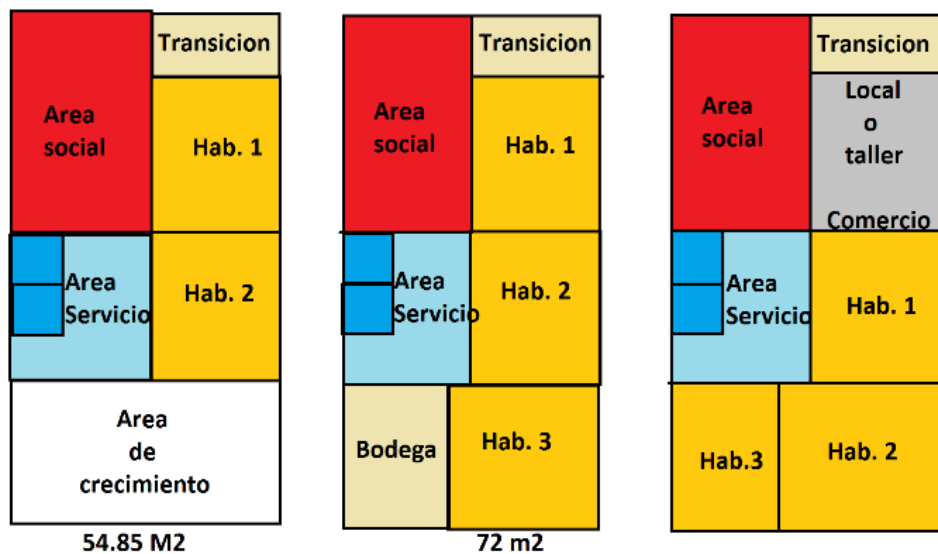 Transicion
Area
social
Hab. 1
Area
Servicio
Hab. 2
Area
de
crecimiento
54.85 M2
Transicion
Area
social
Hab. 1
Area
Servicio
Hab. 2
Bodega
Hab. 3
72 m2
Transicion
Area
social
Local
o
taller
Comercio
Area
Servicio
Hab. 1
Hab.3
Hab. 2